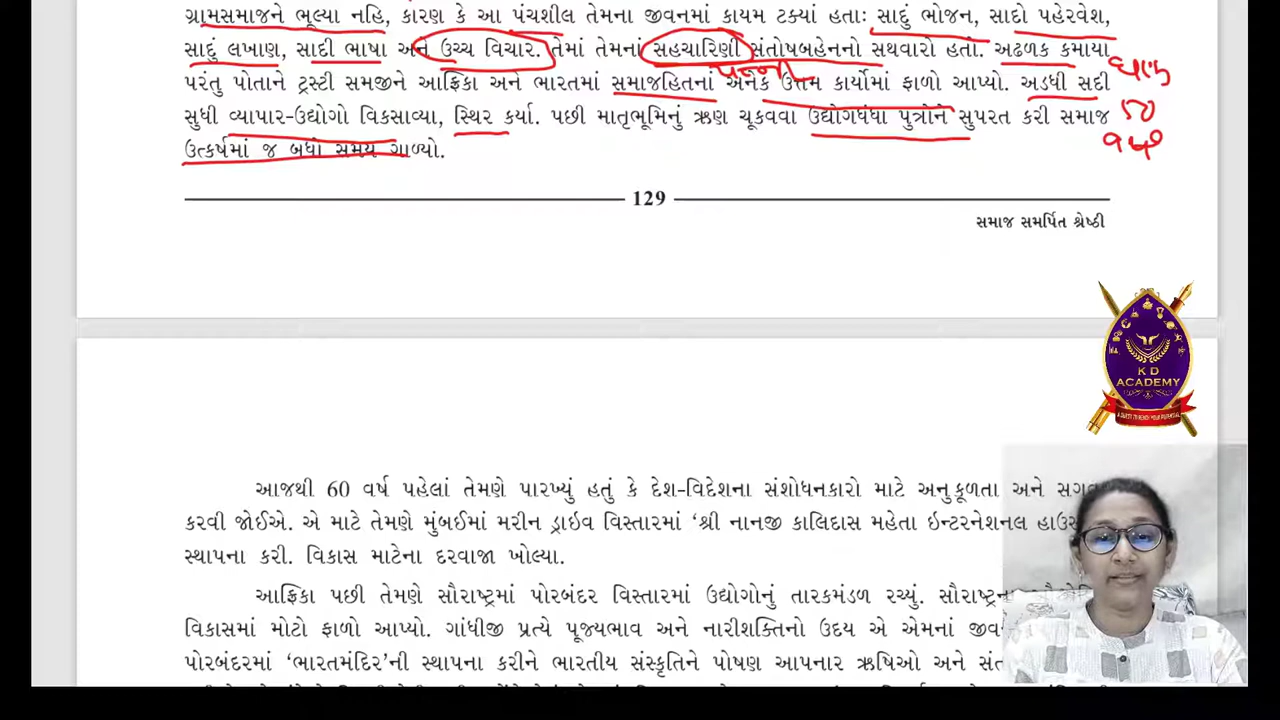 ગ્રામસમાજને ભૂલ્યા નહિ, કારણ કે આ પંચશીલ તેમના જીવનમાં કાયમ ટક્યાં હતાઃ સાદું ભોજન, સાદો પહેરવેશ,
સાદું લખાણ, સાદી ભાષા અને ઉચ્ચ વિચાર. તેમાં તેમનાં સહચારિણી સંતોષબહેનનો સથવારો હતો. અઢળક કમાયા
પત્ની
પરંતુ પોતાને ટ્રસ્ટી સમજીને આફ્રિકા અને ભારતમાં સમાજહિતનાં અનેક ઉત્તમ કાર્યોમાં ફાળો આપ્યો. અડધી સદી
સુધી વ્યાપાર-ઉદ્યોગો વિકસાવ્યા, સ્થિર કર્યા. પછી માતૃભૂમિનું ઋણ ચૂકવવા ઉદ્યોગધંધા પુત્રોને સુપરત કરી સમાજ
૫૦
ઉત્કર્ષમાં જ બધો સમય ગાળ્યો.
વર્ષ
129
સમાજ સમર્પિત શ્રેષ્ઠી
K D
ACADEMY
આજથી 60 વર્ષ પહેલાં તેમણે પારખ્યું હતું કે દેશ-વિદેશના સંશોધનકારો માટે અનુકૂળતા અને
કરવી જોઈએ. એ માટે તેમણે મુંબઈમાં મરીન ડ્રાઇવ વિસ્તારમાં ‘શ્રી નાનજી કાલિદાસ મહેતા ઇન્ટરનેશનલ
સ્થાપના કરી. વિકાસ માટેના દરવાજા ખોલ્યા.
આફ્રિકા પછી તેમણે સૌરાષ્ટ્રમાં પોરબંદર વિસ્તારમાં ઉદ્યોગોનું તારકમંડળ રચ્યું.
વિકાસમાં મોટો ફાળો આપ્યો. ગાંધીજી પ્રત્યે પૂજ્યભાવ અને નારીશક્તિનો ઉદય એ એમનાં
પોરબંદરમાં ‘ભારતમંદિર’ની સ્થાપના કરીને ભારતીય સંસ્કૃતિને પોષણ આપનાર ઋષિઓ અને